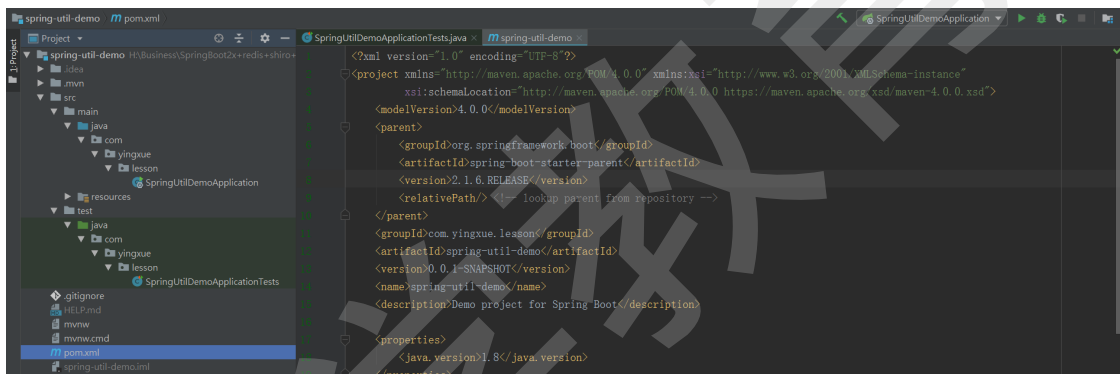 spring-util-demo pom.xml
SpringUtilDemoApplication
Project
SpringUtilDemoApplicationTests.java
spring-util-demo
1: Project
spring-util-demo H:\Business\SpringBoot2x+redis+shiro+
.idea
.mvn
src
main
java
com
yingxue
lesson
SpringUtilDemoApplication
resources
test
java
com
yingxue
lesson
SpringUtilDemoApplicationTests
.gitignore
HELP.md
mvnw
mvnw.cmd
pom.xml
spring-util-demo.iml
<?xml version="1.0" encoding="UTF-8"?>
<project xmlns="http://maven.apache.org/POM/4.0.0" xmlns:xsi="http://www.w3.org/2001/XMLSchema-instance"
xsi:schemaLocation="http://maven.apache.org/POM/4.0.0 https://maven.apache.org/xsd/maven-4.0.0.xsd">
<modelVersion>4.0.0</modelVersion>
<parent>
<groupId>org.springframework.boot</groupId>
<artifactId>spring-boot-starter-parent</artifactId>
<version>2.1.6.RELEASE</version>
<relativePath/> <!-- lookup parent from repository -->
</parent>
<groupId>com.yingxue.lesson</groupId>
<artifactId>spring-util-demo</artifactId>
<version>0.0.1-SNAPSHOT</version>
<name>spring-util-demo</name>
<description>Demo project for Spring Boot</description>
<properties>
<java.version>1.8</java.version>
</properties>